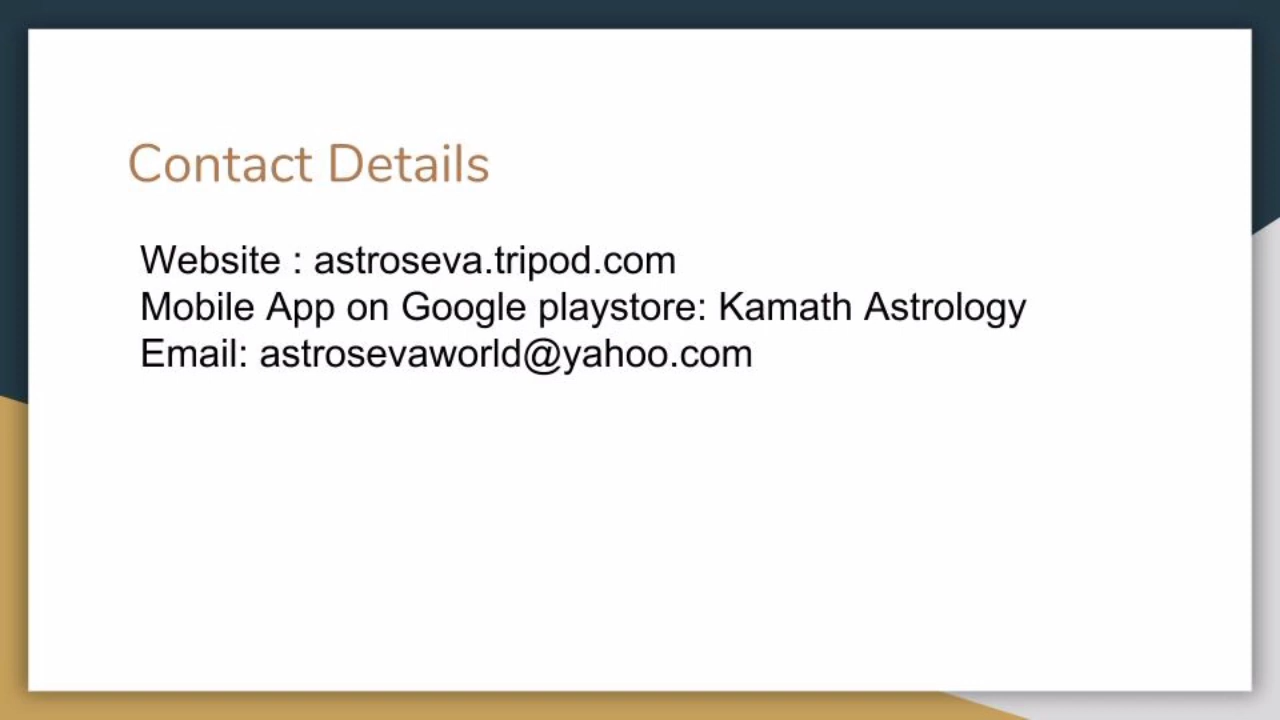 Contact Details
Website : astroseva.tripod.com
Mobile App on Google playstore: Kamath Astrology
Email: astrosevaworld@yahoo.com